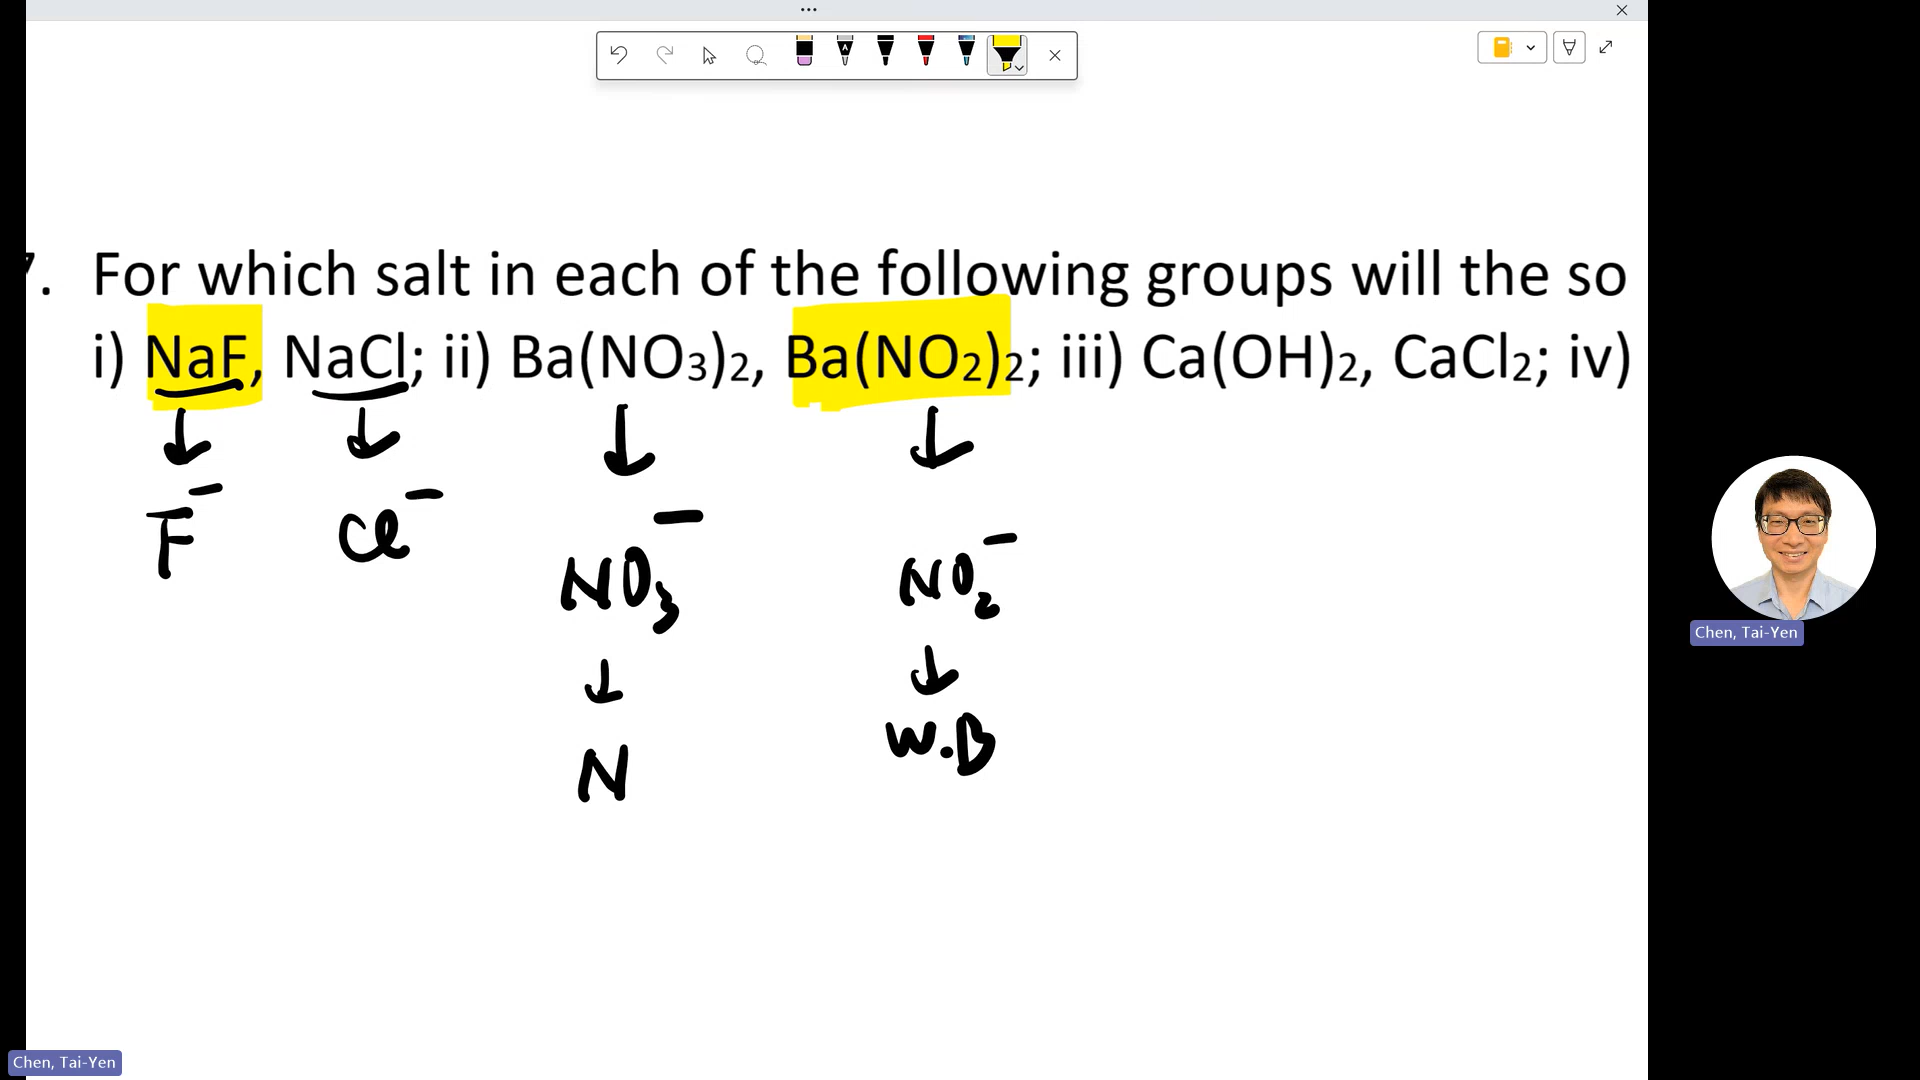 7. For which salt in each of the following groups will the so
i) NaF, NaCl; ii) Ba(NO3)2, Ba(NO2)2; iii) Ca(OH)2, CaCl2; iv)
F⁻ Cl⁻ NO₃⁻ NO₂⁻
N W.B
Chen, Tai-Yen
Chen, Tai-Yen